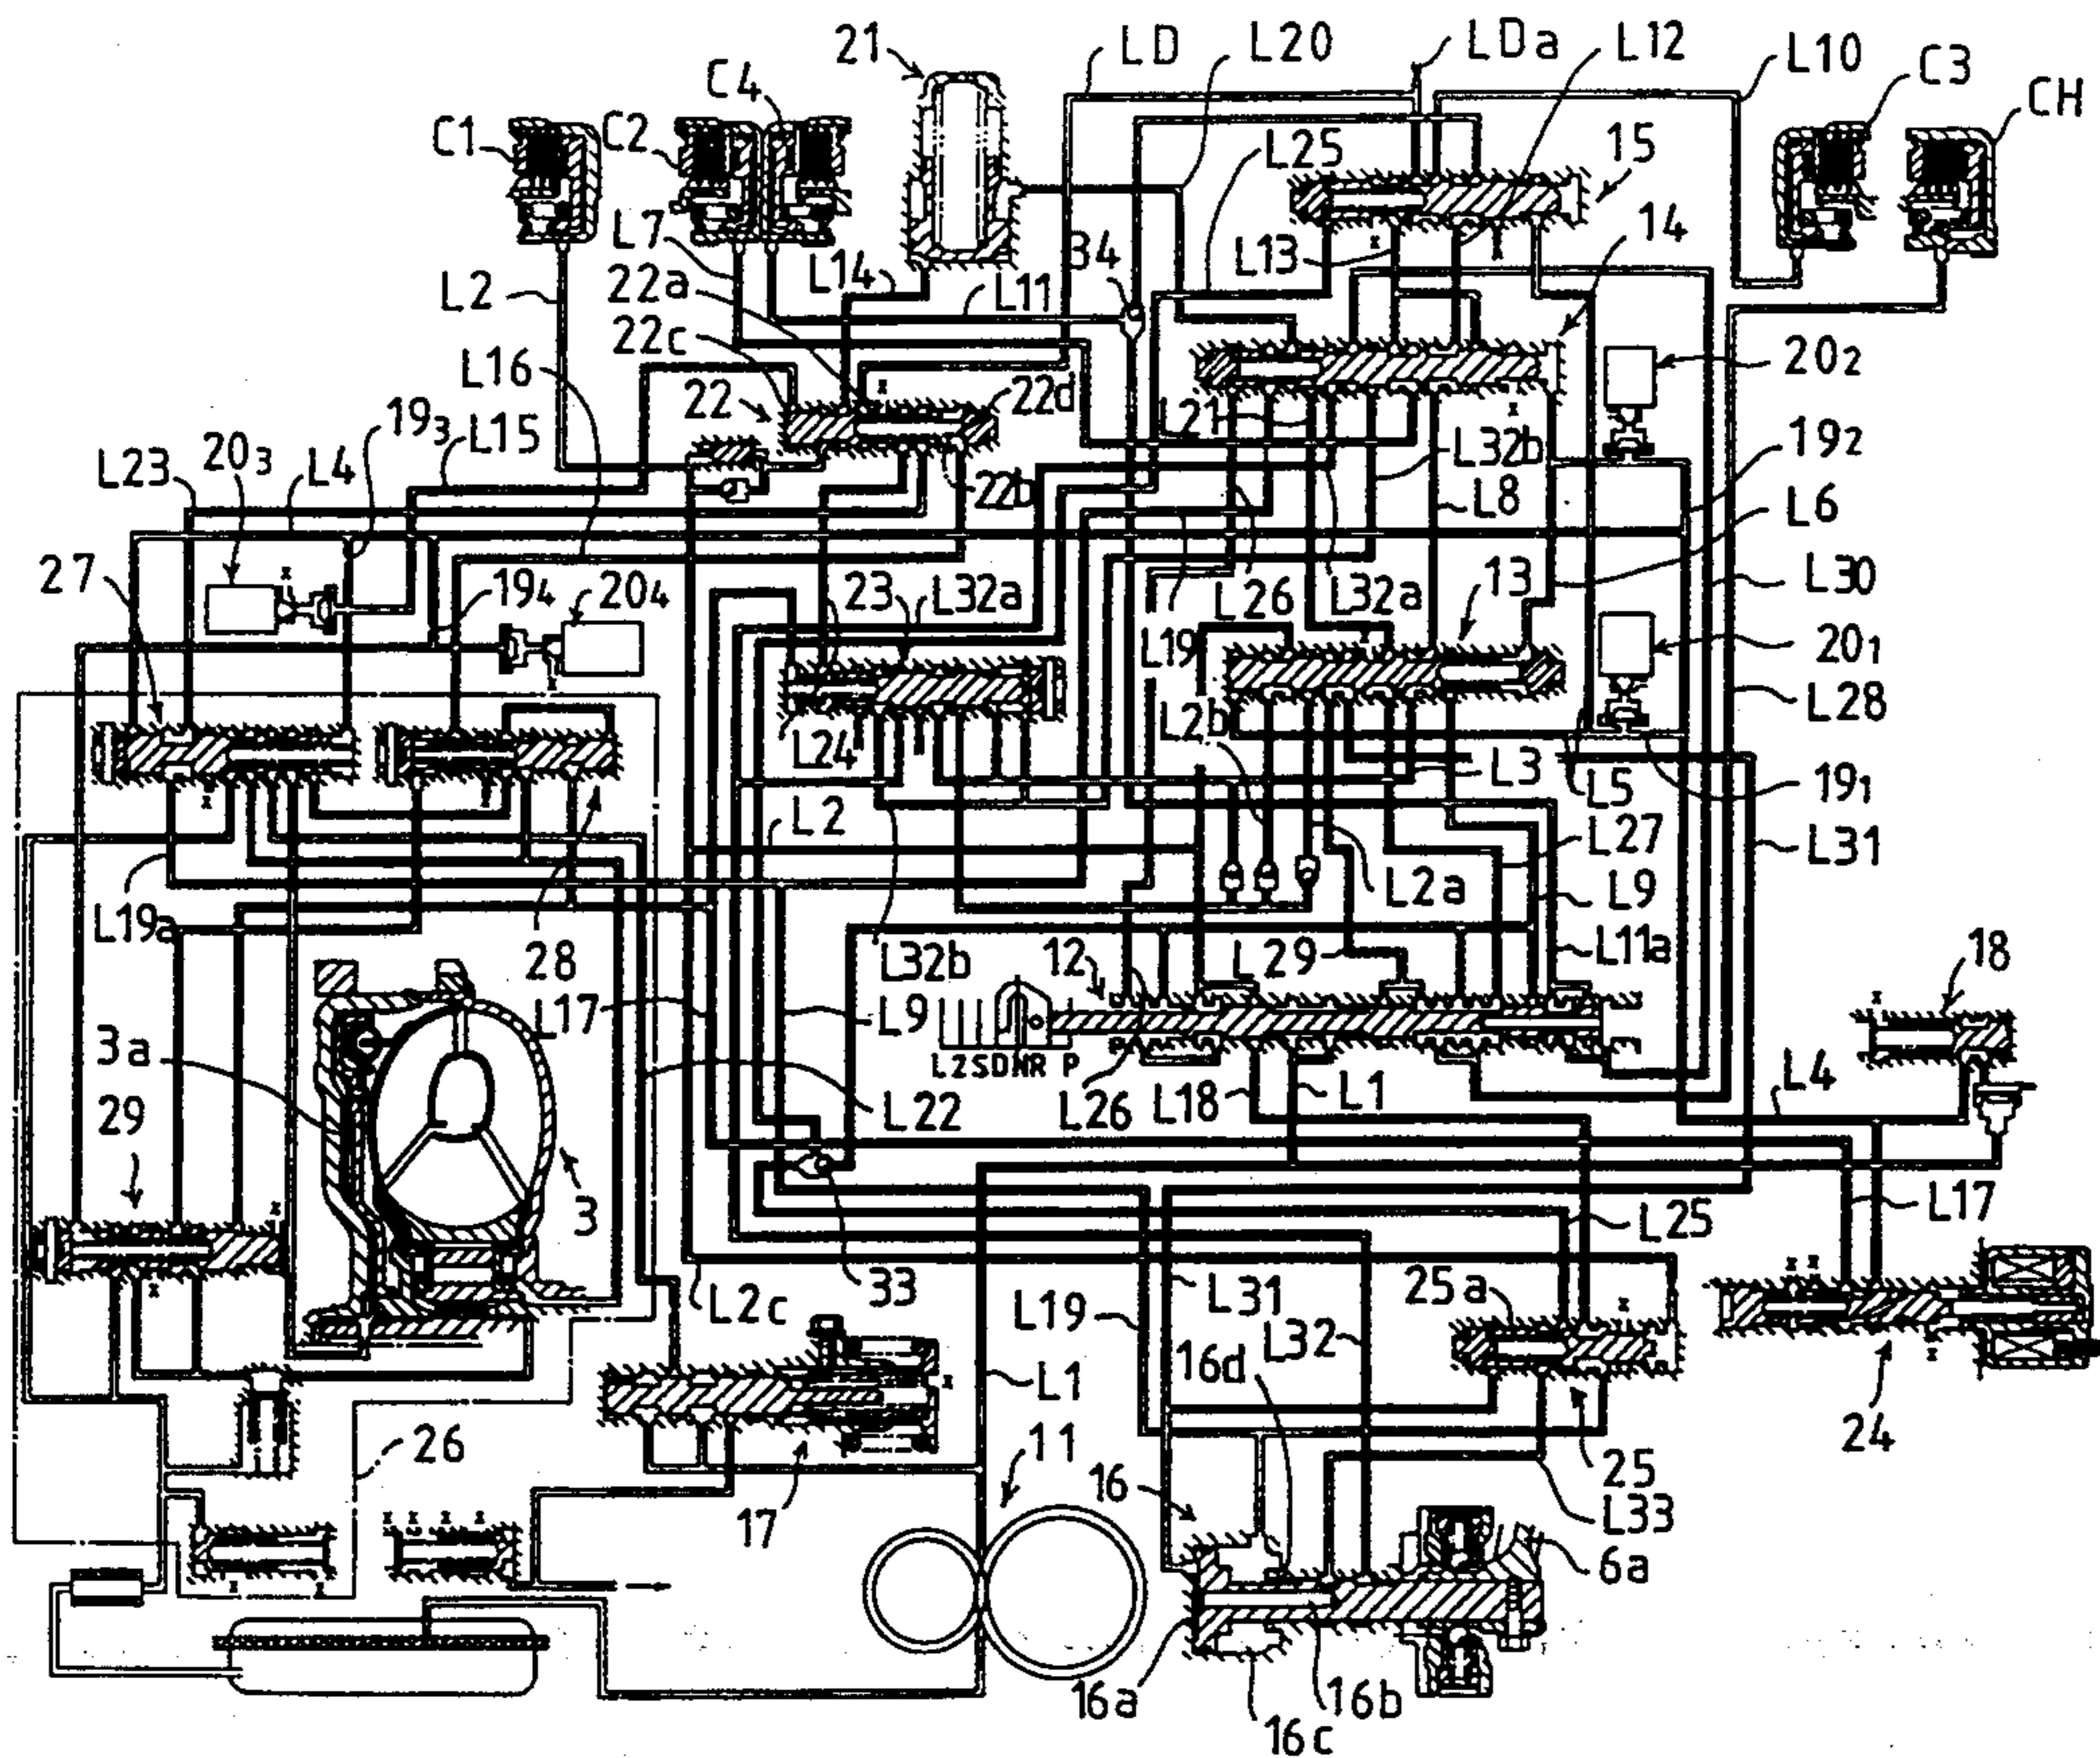 LD
L20
LDa
L12
L10
C3
CH
21
C4
C1
C2
L25
15
L7
L14
34
L13
14
L2
22a
L11
22c
20₂
L16
22
22d
L21
19₃
L15
20₃
L32b
19₂
L23
L4
22b
L8
L6
27
19₄
20₄
23
L32a
L26
L32a
13
L30
L19
20₁
L28
L24
L2b
L3
L5
19₁
L2
L27
L31
L2a
L9
L19a
28
L32b
12
L29
L11a
18
L17
L9
3a
29
L2SDNR P
L26
L18
L1
L4
L22
3
L25
L17
33
L2c
L19
L31
25a
L32
16d
L1
24
26
11
16
25
17
L33
6a
16a
16b
16c